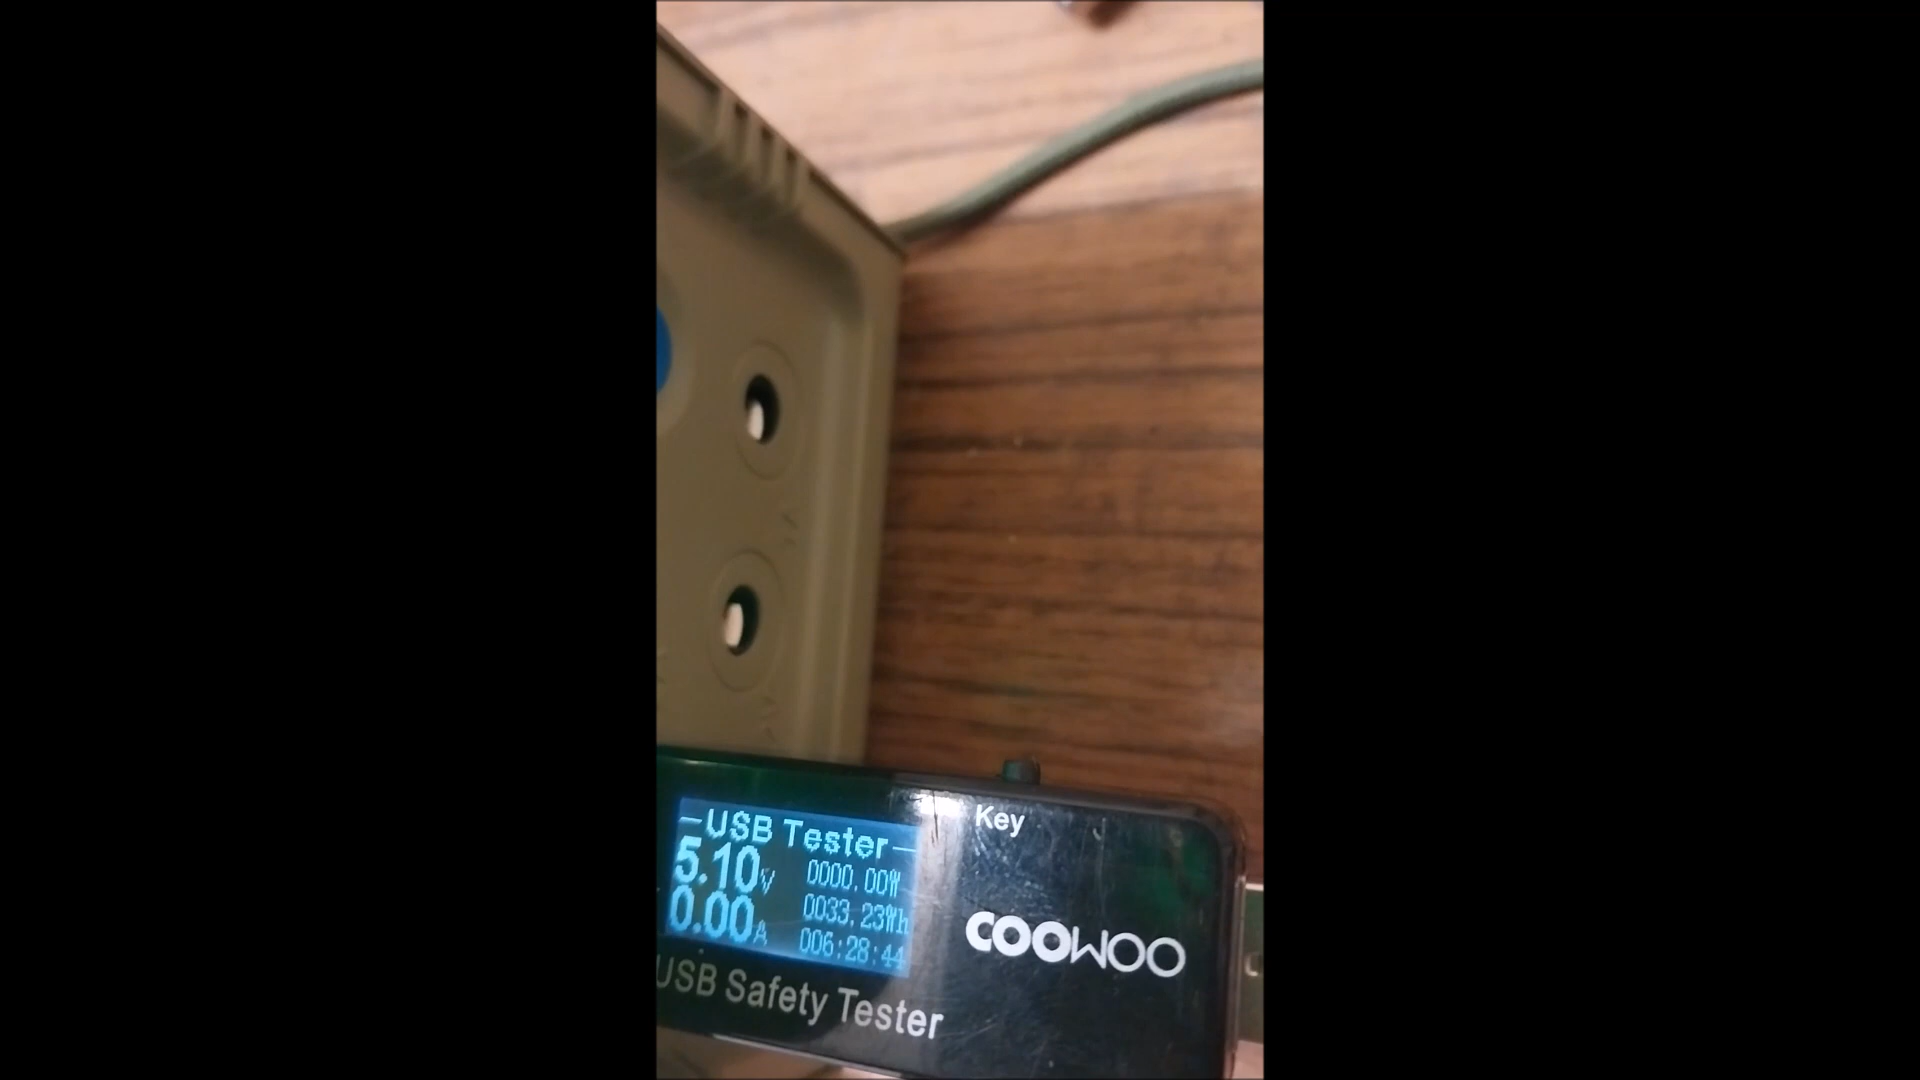 Key
—USB Tester—
5.10V 0000.00W
0.00A 0033.23Wh
006:28:44
COOWOO
USB Safety Tester